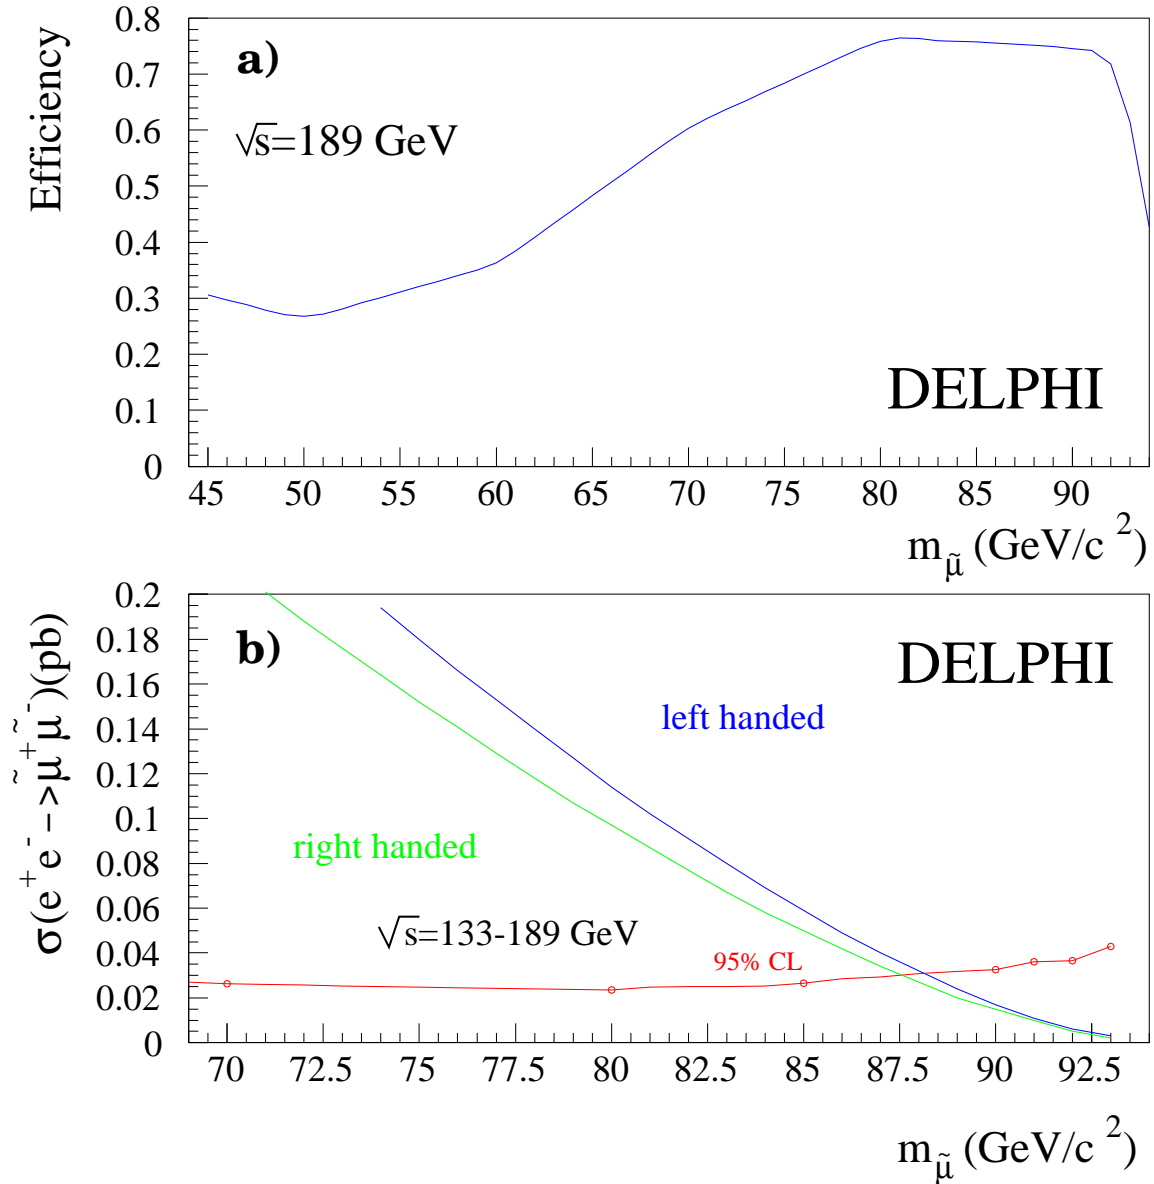 a)
√s=189 GeV
Efficiency
DELPHI
0.8
0.7
0.6
0.5
0.4
0.3
0.2
0.1
0
45 50 55 60 65 70 75 80 85 90
m_μ̃ (GeV/c ²)
b)
DELPHI
σ(e⁺ e⁻ −>μ̃⁺μ̃⁻)(pb)
left handed
right handed
√s=133-189 GeV
95% CL
0.2
0.18
0.16
0.14
0.12
0.1
0.08
0.06
0.04
0.02
0
70 72.5 75 77.5 80 82.5 85 87.5 90 92.5
m_μ̃ (GeV/c ²)